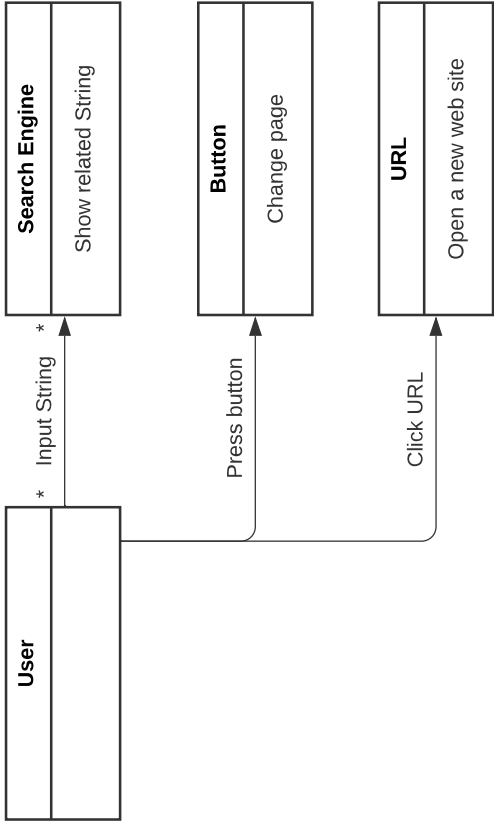 User
*
Input String
*
Search Engine
Show related String
Press button
Button
Change page
Click URL
URL
Open a new web site